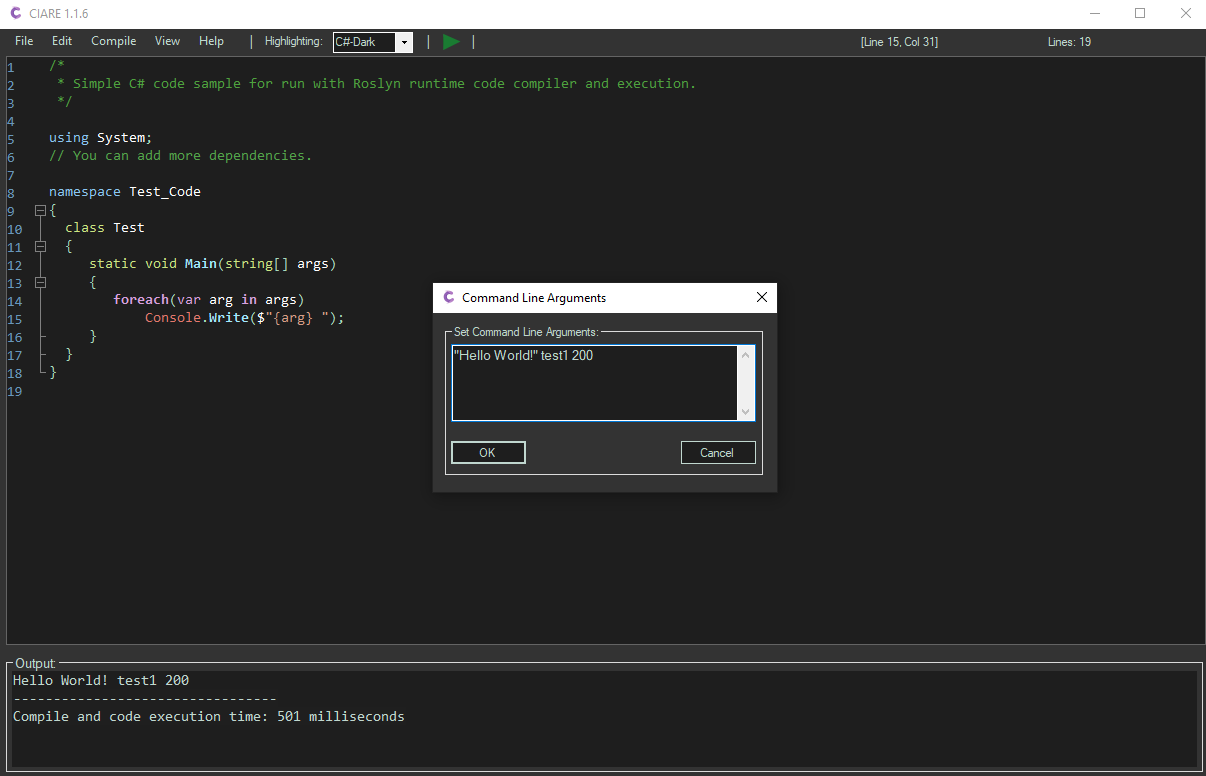 CIARE 1.1.6
File Edit Compile View Help | Highlighting: C#-Dark | | [Line 15, Col 31] Lines: 19
1 /*
2  * Simple C# code sample for run with Roslyn runtime code compiler and execution.
3  */
4
5 using System;
6 // You can add more dependencies.
7
8 namespace Test_Code
9 {
10   class Test
11   {
12      static void Main(string[] args)
13      {
14         foreach(var arg in args)
15             Console.Write($"{arg} ");
16      }
17   }
18 }
19
Command Line Arguments
Set Command Line Arguments:
"Hello World!" test1 200
OK Cancel
Output:
Hello World! test1 200
---------------------------------
Compile and code execution time: 501 milliseconds